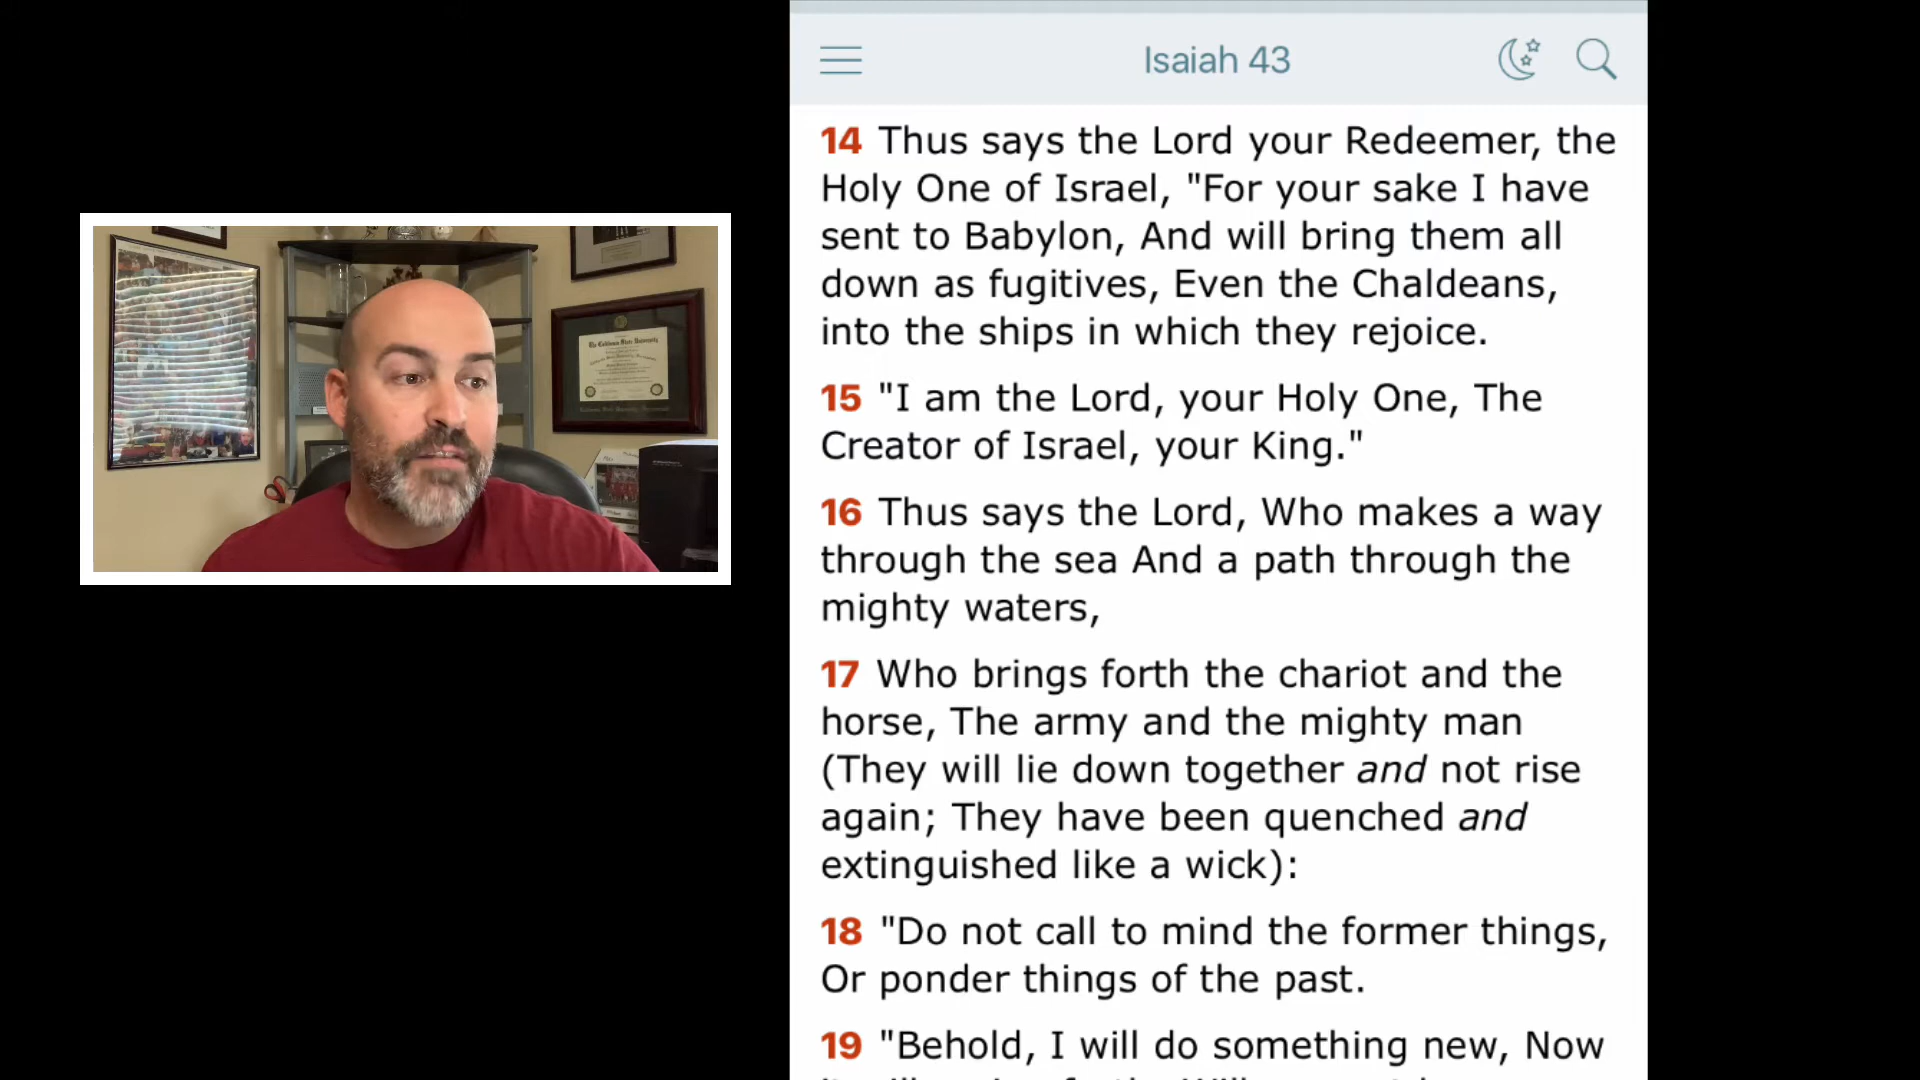 Isaiah 43
14 Thus says the Lord your Redeemer, the
Holy One of Israel, "For your sake I have
sent to Babylon, And will bring them all
down as fugitives, Even the Chaldeans,
into the ships in which they rejoice.
15 "I am the Lord, your Holy One, The
Creator of Israel, your King."
16 Thus says the Lord, Who makes a way
through the sea And a path through the
mighty waters,
17 Who brings forth the chariot and the
horse, The army and the mighty man
(They will lie down together and not rise
again; They have been quenched and
extinguished like a wick):
18 "Do not call to mind the former things,
Or ponder things of the past.
19 "Behold, I will do something new, Now
The California State University